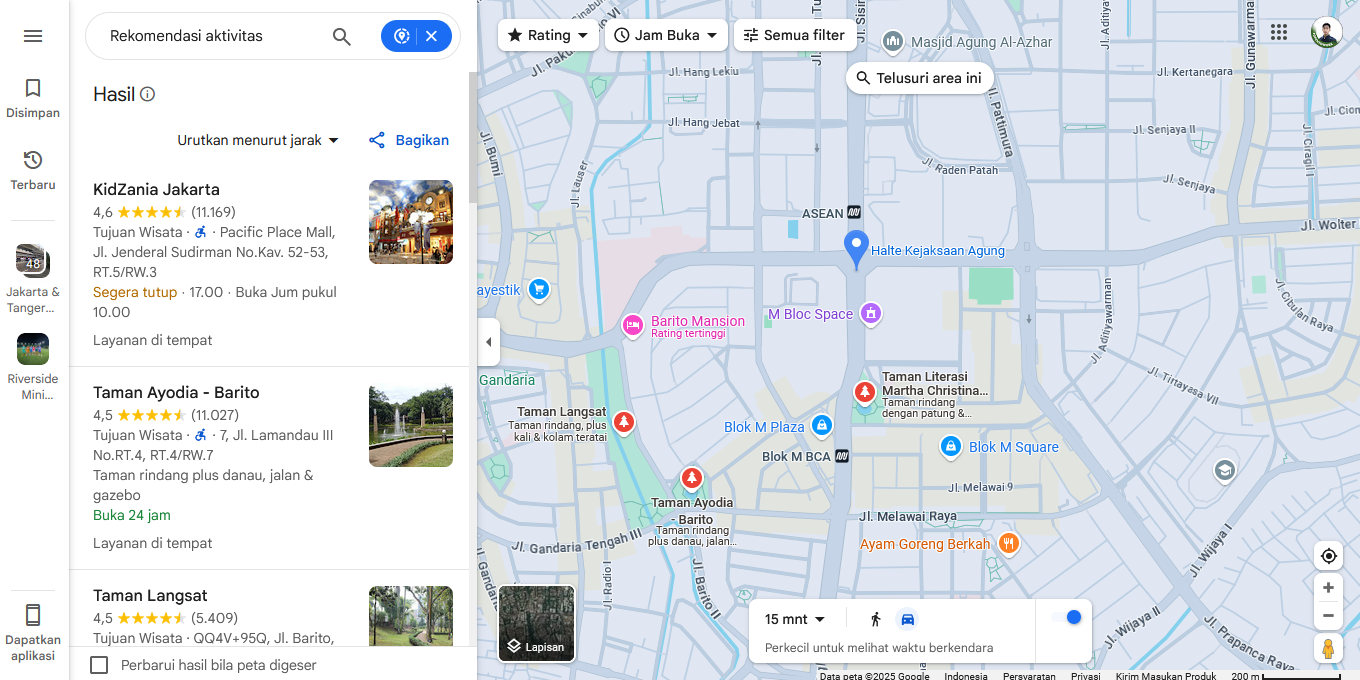 Rekomendasi aktivitas
Disimpan
Terbaru
48
Jakarta &
Tanger...
Riverside
Mini...
Dapatkan
aplikasi
Hasil
Urutkan menurut jarak
Bagikan
KidZania Jakarta
4,6 (11.169)
Tujuan Wisata · · Pacific Place Mall,
Jl. Jenderal Sudirman No.Kav. 52-53,
RT.5/RW.3
Segera tutup · 17.00 · Buka Jum pukul
10.00
Layanan di tempat
Taman Ayodia - Barito
4,5 (11.027)
Tujuan Wisata · · 7, Jl. Lamandau III
No.RT.4, RT.4/RW.7
Taman rindang plus danau, jalan &
gazebo
Buka 24 jam
Layanan di tempat
Taman Langsat
4,5 (5.409)
Tujuan Wisata · QQ4V+95Q, Jl. Barito,
Perbarui hasil bila peta digeser
Rating
Jam Buka
Semua filter
Telusuri area ini
Masjid Agung Al-Azhar
Jl. Hang Lekiu
Jl. Kertanegara
Jl. Gunawarman
Jl. Hang Jebat
Jl. Pattimura
Jl. Senjaya II
Jl. Ciragil I
Jl. Bumi
Jl. Lauser
Jl. Raden Patah
Jl. Senjaya
ASEAN
Jl. Wolter
Halte Kejaksaan Agung
ayestik
M Bloc Space
Jl. Adityawarman
Jl. Cibulan Raya
Barito Mansion
Rating tertinggi
Gandaria
Taman Literasi
Martha Christina...
Taman rindang
dengan patung &...
Jl. Tirtayasa VII
Taman Langsat
Taman rindang, plus
kali & kolam teratai
Blok M Plaza
Blok M BCA
Blok M Square
Jl. Melawai 9
Taman Ayodia
- Barito
Taman rindang
plus danau, jalan...
Jl. Melawai Raya
Jl. Gandaria Tengah III
Ayam Goreng Berkah
Jl. Wijaya I
Jl. Radio I
Jl. Barito II
Jl. Wijaya II
Jl. Prapanca Raya
Lapisan
15 mnt
Perkecil untuk melihat waktu berkendara
Data peta ©2025 Google
Indonesia
Persyaratan
Privasi
Kirim Masukan Produk
200 m